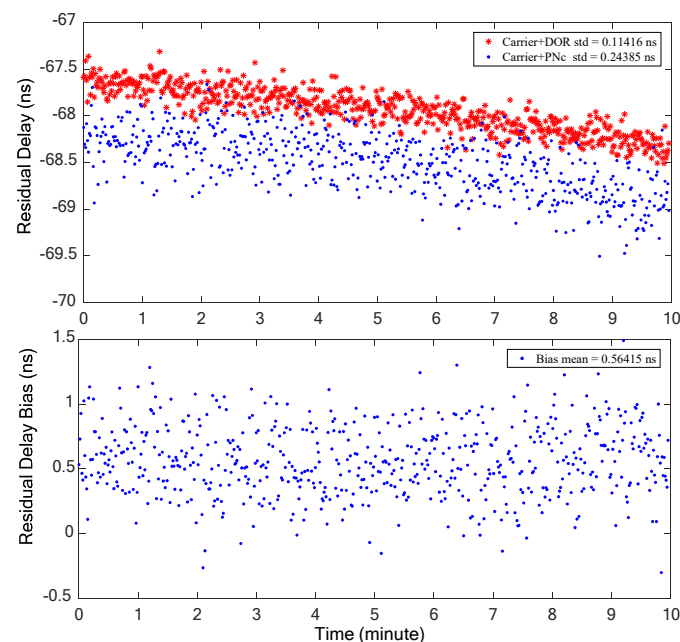 -67
-67.5
-68
-68.5
-69
-69.5
-70
Residual Delay (ns)
Carrier+DOR std = 0.11416 ns
Carrier+PNc std = 0.24385 ns
0 1 2 3 4 5 6 7 8 9 10
1.5
1
0.5
0
-0.5
Residual Delay Bias (ns)
Bias mean = 0.56415 ns
0 1 2 3 4 5 6 7 8 9 10
Time (minute)